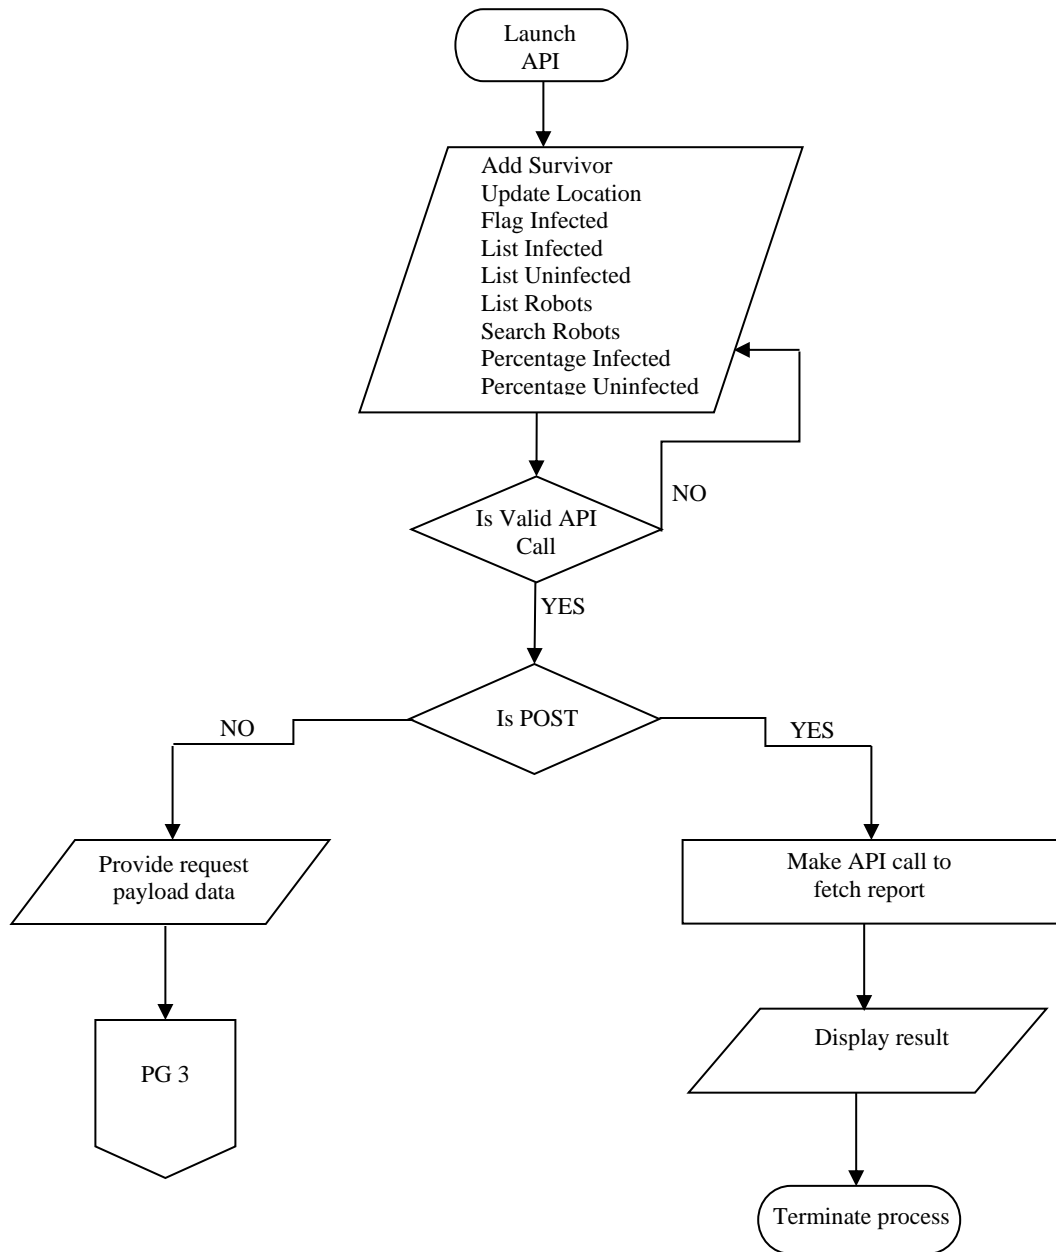 Launch
API
Add Survivor
Update Location
Flag Infected
List Infected
List Uninfected
List Robots
Search Robots
Percentage Infected
Percentage Uninfected
NO
Is Valid API
Call
YES
Is POST
NO
YES
Provide request
payload data
Make API call to
fetch report
PG 3
Display result
Terminate process